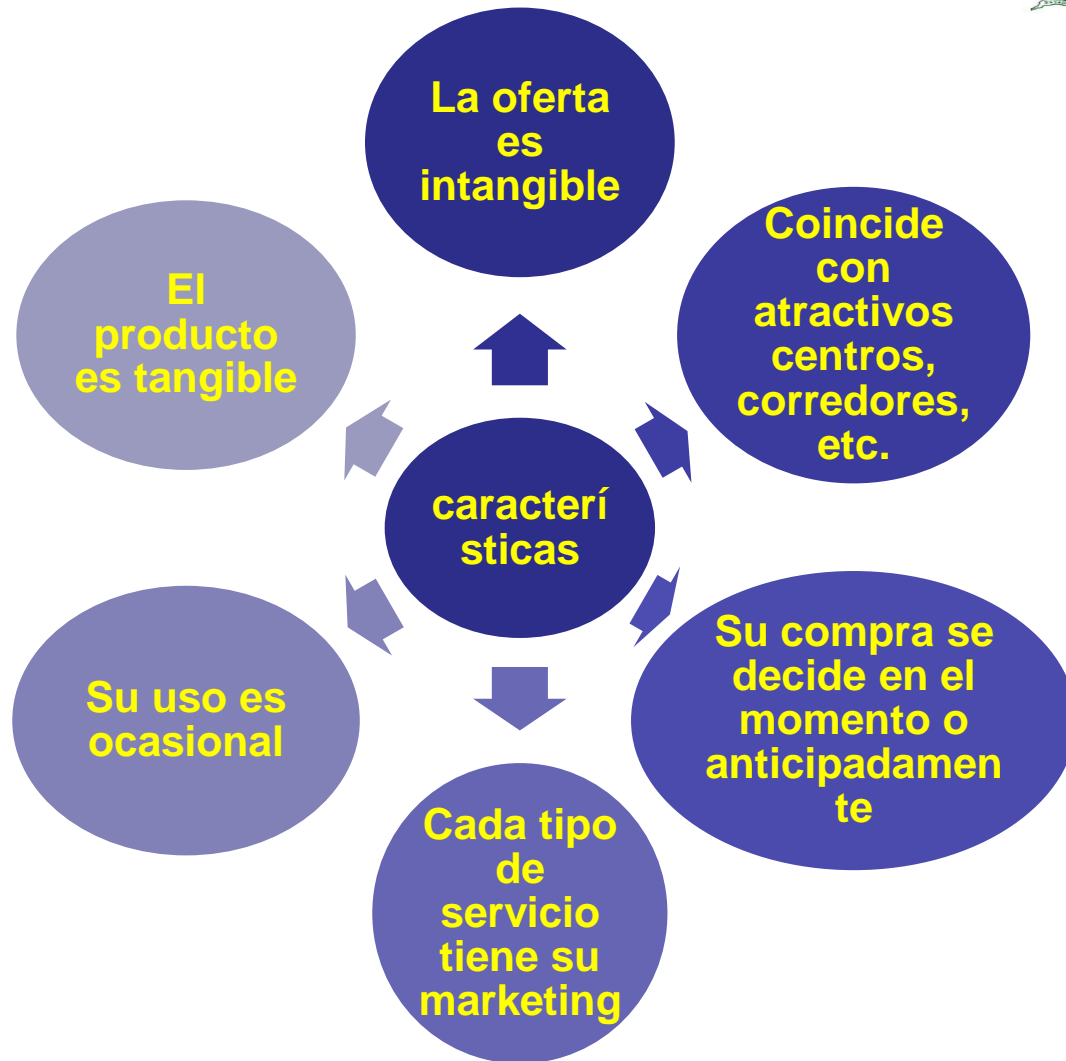 La oferta
es
intangible
Coincide
con
atractivos
centros,
corredores,
etc.
Su compra se
decide en el
momento o
anticipadamen
te
Cada tipo
de
servicio
tiene su
marketing
Su uso es
ocasional
El
producto
es tangible
caracterí
sticas